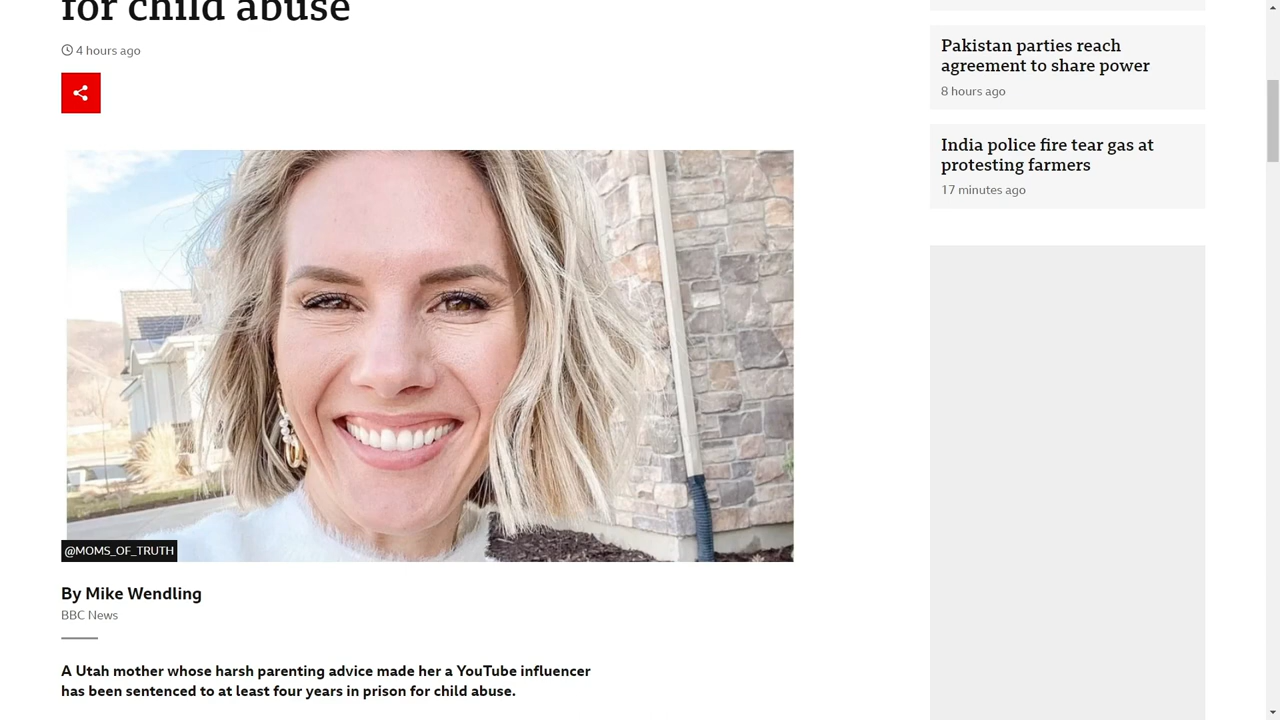 for child abuse
4 hours ago
@MOMS_OF_TRUTH
By Mike Wendling
BBC News
A Utah mother whose harsh parenting advice made her a YouTube influencer
has been sentenced to at least four years in prison for child abuse.
Pakistan parties reach
agreement to share power
8 hours ago
India police fire tear gas at
protesting farmers
17 minutes ago